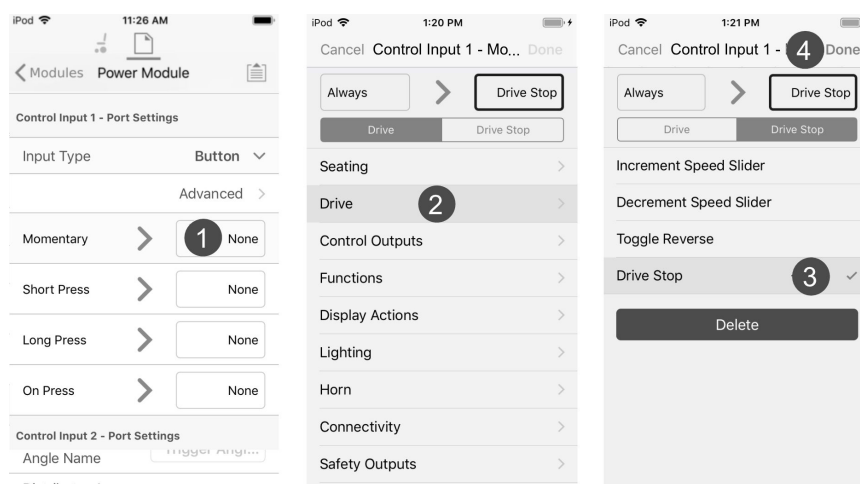 iPod 11:26 AM
Modules Power Module
Control Input 1 - Port Settings
Input Type Button
Advanced
Momentary 1 None
Short Press None
Long Press None
On Press None
Control Input 2 - Port Settings
Angle Name
iPod 1:20 PM
Cancel Control Input 1 - Mo... Done
Always Drive Stop
Drive Drive Stop
Seating
Drive 2
Control Outputs
Functions
Display Actions
Lighting
Horn
Connectivity
Safety Outputs
iPod 1:21 PM
Cancel Control Input 1 - 4 Done
Always Drive Stop
Drive Drive Stop
Increment Speed Slider
Decrement Speed Slider
Toggle Reverse
Drive Stop 3
Delete